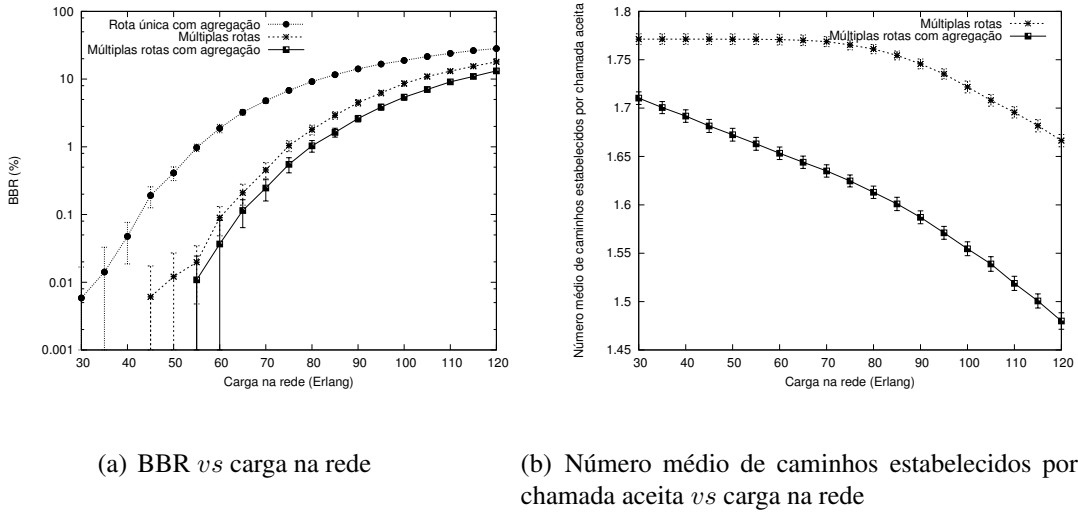 100
10
1
0.1
0.01
0.001
BBR (%)
Rota única com agregação
Múltiplas rotas
Múltiplas rotas com agregação
30 40 50 60 70 80 90 100 110 120
Carga na rede (Erlang)
(a) BBR vs carga na rede
1.8
1.75
1.7
1.65
1.6
1.55
1.5
1.45
Número médio de caminhos estabelecidos por chamada aceita
Múltiplas rotas
Múltiplas rotas com agregação
30 40 50 60 70 80 90 100 110 120
Carga na rede (Erlang)
(b) Número médio de caminhos estabelecidos por
chamada aceita vs carga na rede